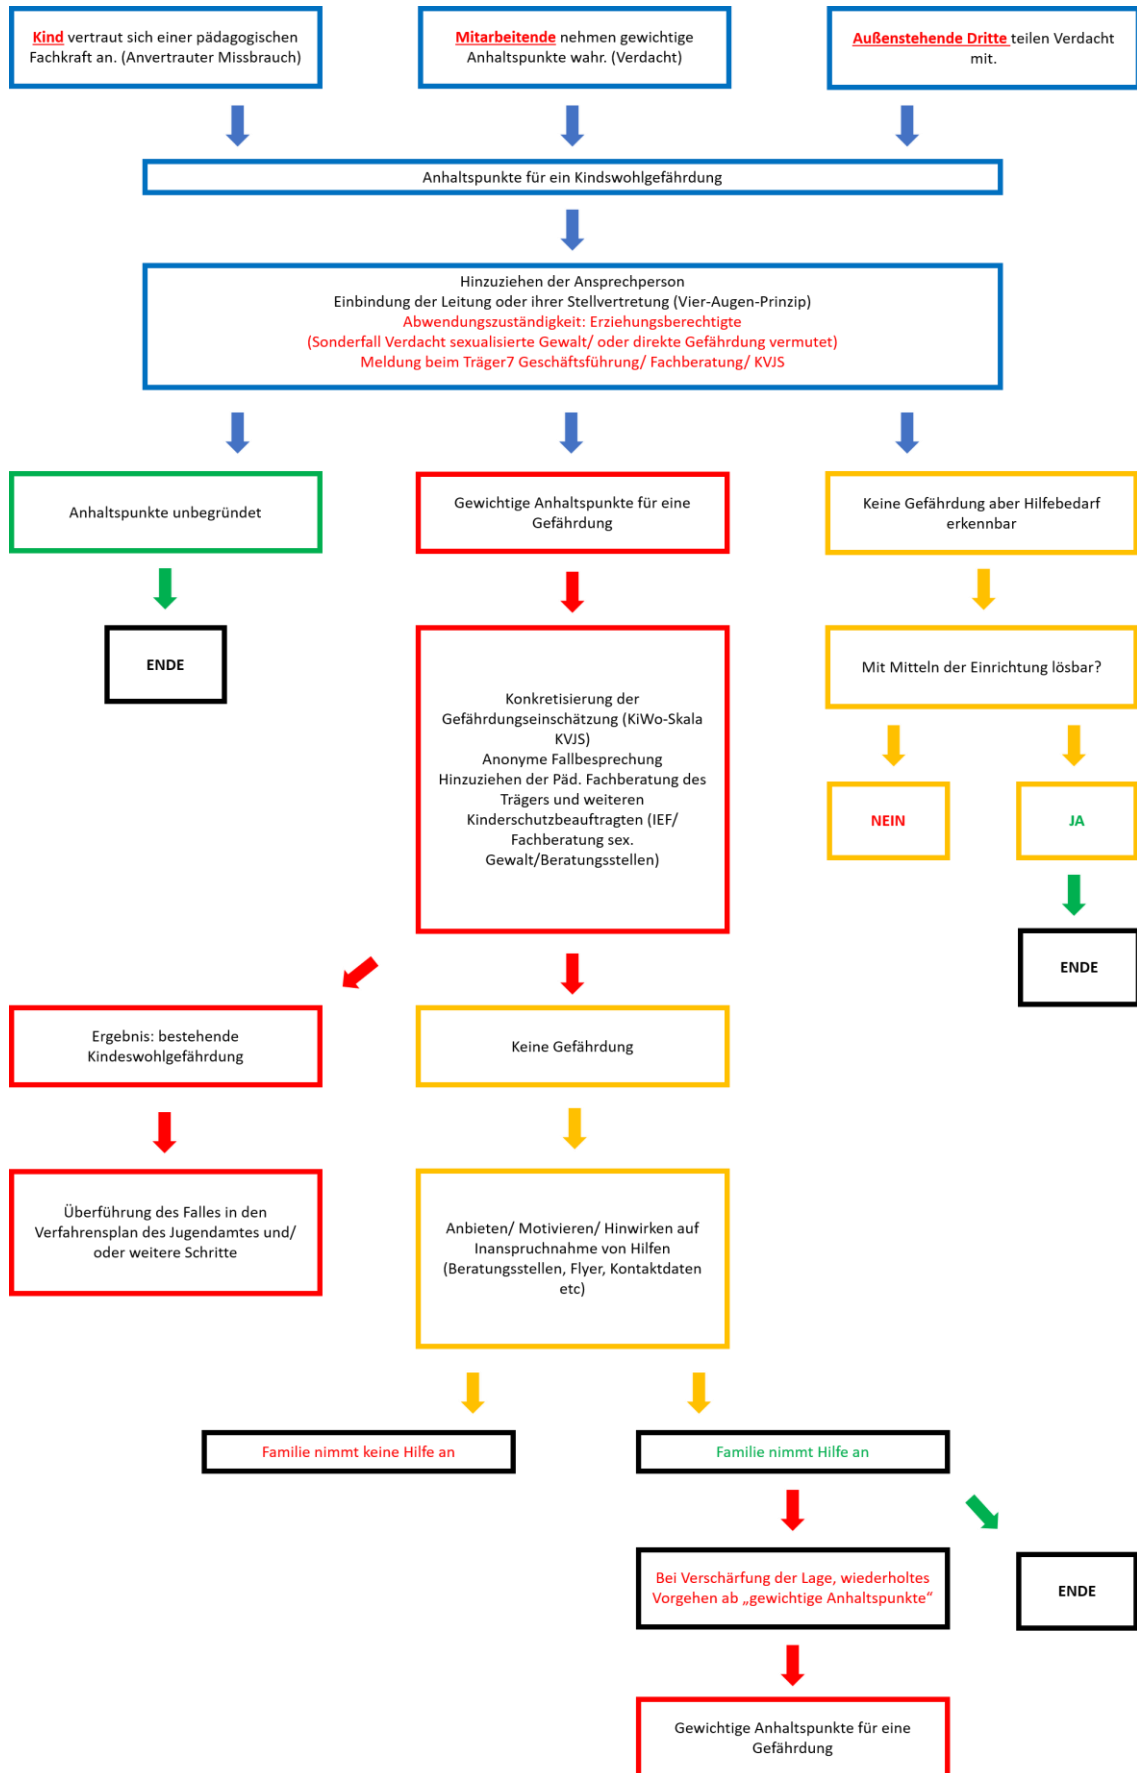 Kind vertraut sich einer pädagogischen
Fachkraft an. (Anvertrauter Missbrauch)
Mitarbeitende nehmen gewichtige
Anhaltspunkte wahr. (Verdacht)
Außenstehende Dritte teilen Verdacht
mit.
Anhaltspunkte für ein Kindswohlgefährdung
Hinzuziehen der Ansprechperson
Einbindung der Leitung oder ihrer Stellvertretung (Vier-Augen-Prinzip)
Abwendungszuständigkeit: Erziehungsberechtigte
(Sonderfall Verdacht sexualisierte Gewalt/ oder direkte Gefährdung vermutet)
Meldung beim Träger7 Geschäftsführung/ Fachberatung/ KVJS
Anhaltspunkte unbegründet
Gewichtige Anhaltspunkte für eine
Gefährdung
Keine Gefährdung aber Hilfebedarf
erkennbar
ENDE
Konkretisierung der
Gefährdungseinschätzung (KiWo-Skala
KVJS)
Anonyme Fallbesprechung
Hinzuziehen der Päd. Fachberatung des
Trägers und weiteren
Kinderschutzbeauftragten (IEF/
Fachberatung sex.
Gewalt/Beratungsstellen)
Mit Mitteln der Einrichtung lösbar?
NEIN
JA
ENDE
Ergebnis: bestehende
Kindeswohlgefährdung
Keine Gefährdung
Überführung des Falles in den
Verfahrensplan des Jugendamtes und/
oder weitere Schritte
Anbieten/ Motivieren/ Hinwirken auf
Inanspruchnahme von Hilfen
(Beratungsstellen, Flyer, Kontaktdaten
etc)
Familie nimmt keine Hilfe an
Familie nimmt Hilfe an
Bei Verschärfung der Lage, wiederholtes
Vorgehen ab „gewichtige Anhaltspunkte“
ENDE
Gewichtige Anhaltspunkte für eine
Gefährdung